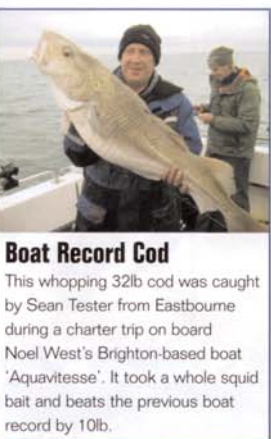 Boat Record Cod
This whopping 32lb cod was caught
by Sean Tester from Eastbourne
during a charter trip on board
Noel West's Brighton-based boat
'Aquavitesse'. It took a whole squid
bait and beats the previous boat
record by 10lb.